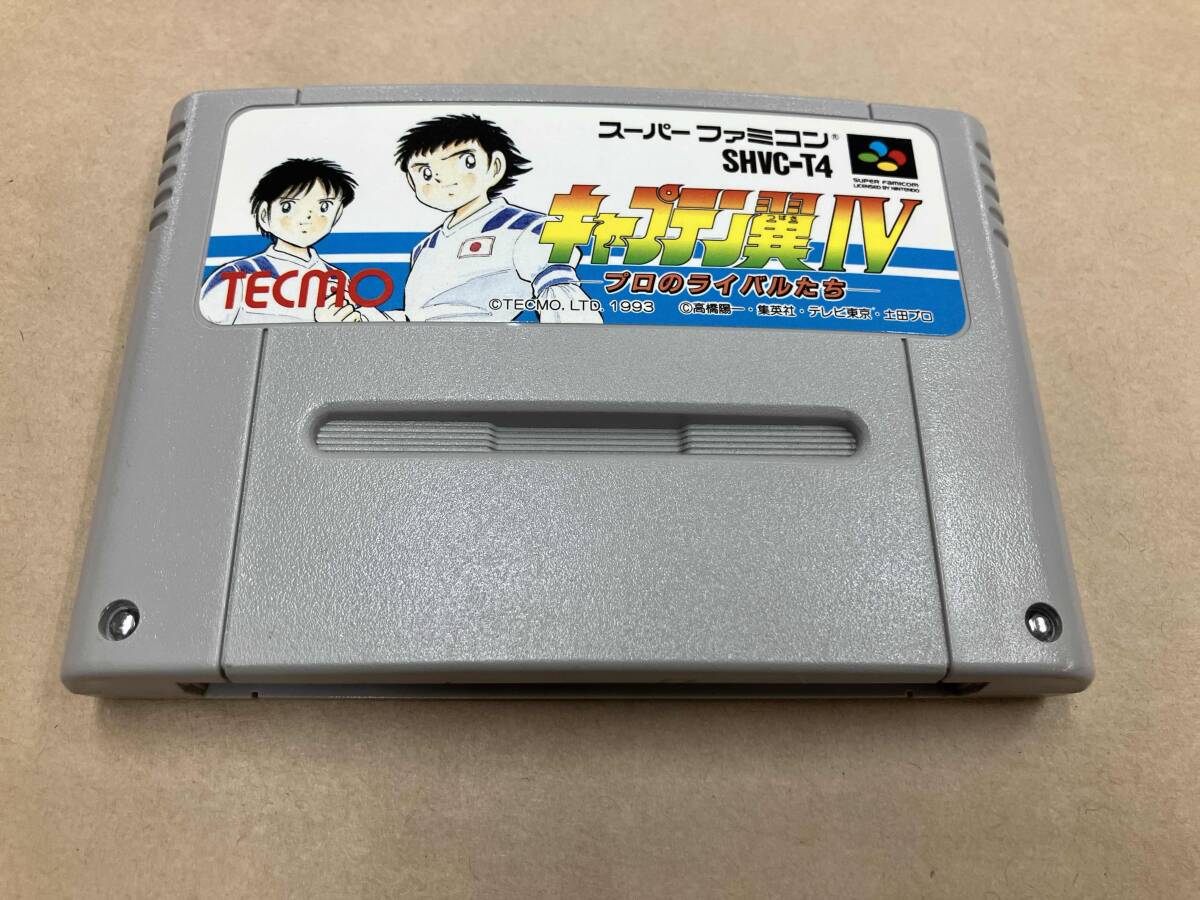 スーパーファミコン®
SHVC-T4
SUPER FAMICOM
LICENSED BY NINTENDO
キャプテン翼IV
つばさ
プロのライバルたち
TECMO
©TECMO, LTD. 1993 ©高橋陽一・集英社・テレビ東京・土田プロ